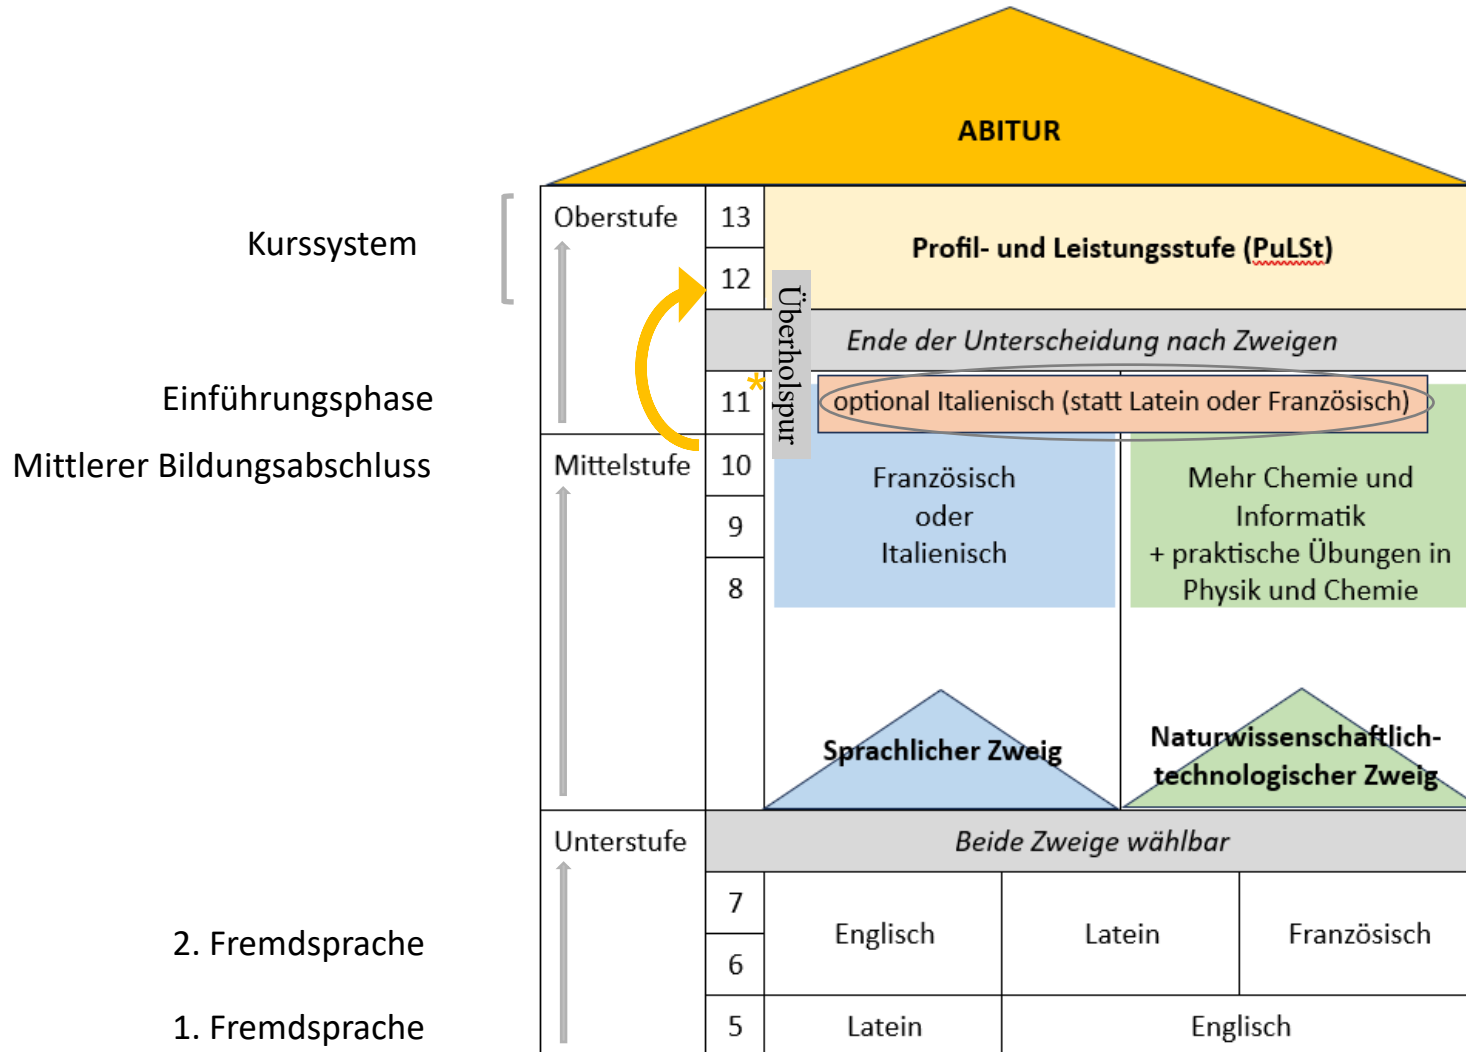 ABITUR
Kurssystem
Oberstufe
13
12
Profil- und Leistungsstufe (PuLSt)
Überholspur
Ende der Unterscheidung nach Zweigen
Einführungsphase
11
*
optional Italienisch (statt Latein oder Französisch)
Mittlerer Bildungsabschluss
Mittelstufe
10
9
8
Französisch
oder
Italienisch
Mehr Chemie und
Informatik
+ praktische Übungen in
Physik und Chemie
Sprachlicher Zweig
Naturwissenschaftlich-
technologischer Zweig
Unterstufe
Beide Zweige wählbar
2. Fremdsprache
7
6
Englisch
Latein
Französisch
1. Fremdsprache
5
Latein
Englisch